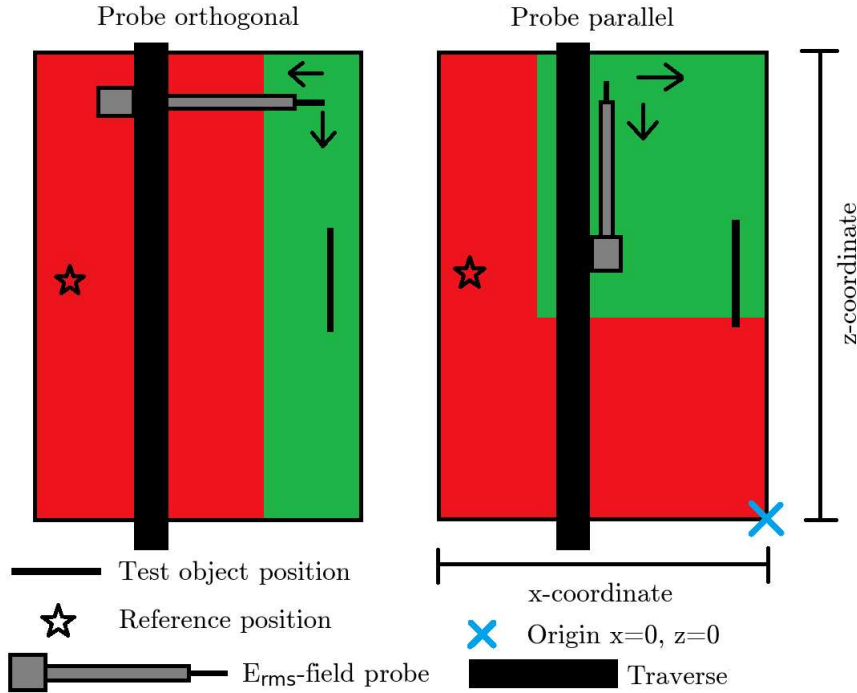 Probe orthogonal
Probe parallel
z-coordinate
x-coordinate
Test object position
Reference position
Erms-field probe
Origin x=0, z=0
Traverse